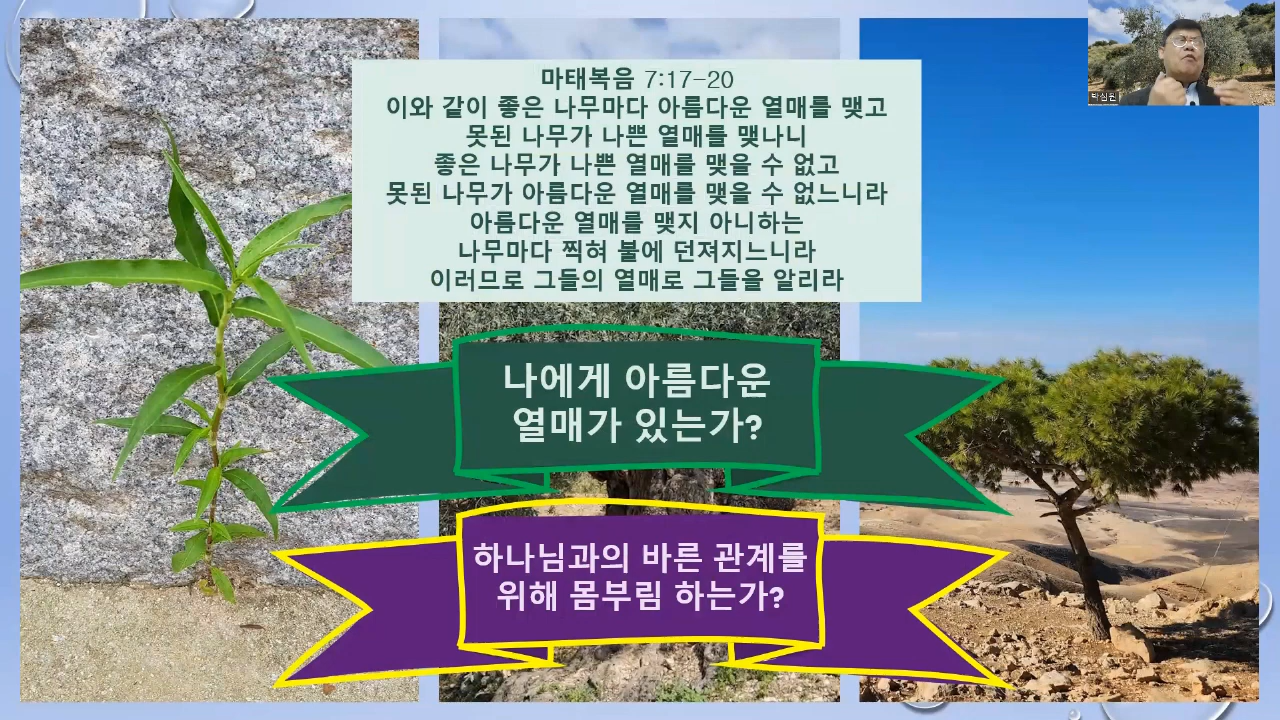 마태복음 7:17-20
이와 같이 좋은 나무마다 아름다운 열매를 맺고
못된 나무가 나쁜 열매를 맺나니
좋은 나무가 나쁜 열매를 맺을 수 없고
못된 나무가 아름다운 열매를 맺을 수 없느니라
아름다운 열매를 맺지 아니하는
나무마다 찍혀 불에 던져지느니라
이러므로 그들의 열매로 그들을 알리라
나에게 아름다운
열매가 있는가?
하나님과의 바른 관계를
위해 몸부림 하는가?